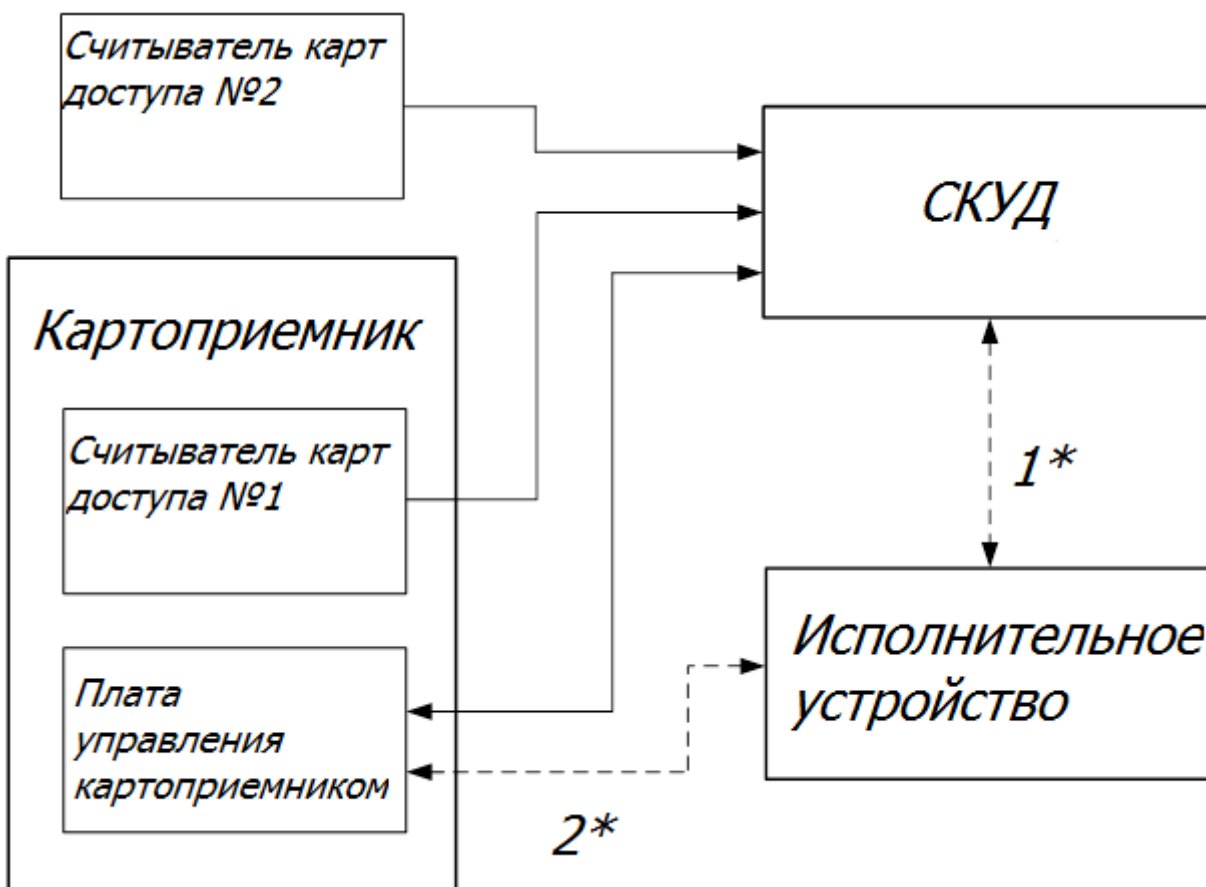 Считыватель карт
доступа №2
СКУД
Картоприемник
Считыватель карт
доступа №1
1*
Исполнительное
устройство
Плата
управления
картоприемником
2*